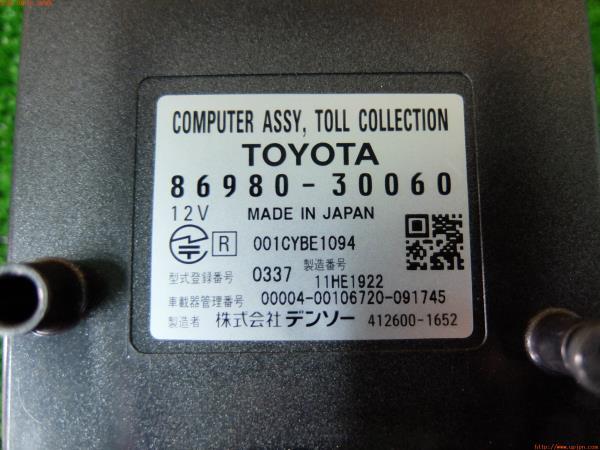 COMPUTER ASSY, TOLL COLLECTION
TOYOTA
86980-30060
12V MADE IN JAPAN
R 001CYBE1094
型式登録番号 0337 製造番号 11HE1922
車載器管理番号 00004-00106720-091745
製造者 株式会社 デンソー 412600-1652